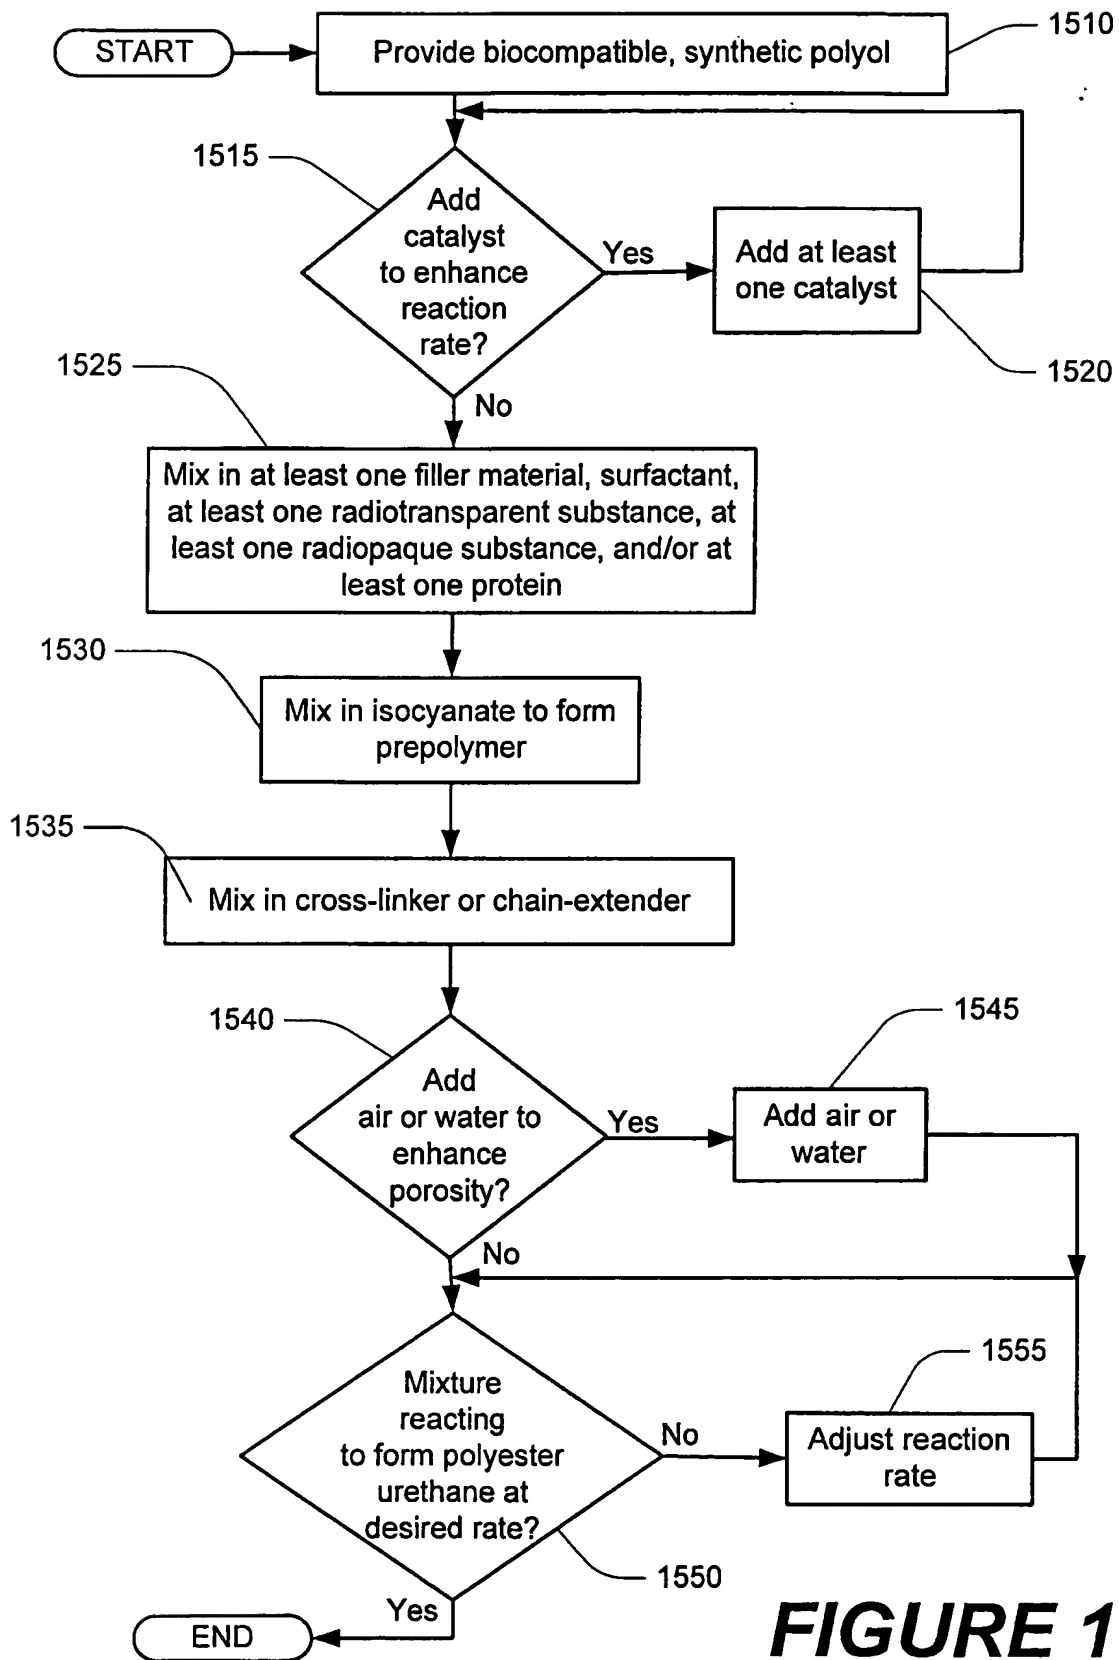 1510
START
Provide biocompatible, synthetic polyol
1515
Add
catalyst
to enhance
reaction
rate?
Yes
Add at least
one catalyst
1520
No
1525
Mix in at least one filler material, surfactant,
at least one radiotransparent substance, at
least one radiopaque substance, and/or at
least one protein
1530
Mix in isocyanate to form
prepolymer
1535
Mix in cross-linker or chain-extender
1540
Add
air or water to
enhance
porosity?
Yes
1545
Add air or
water
No
Mixture
reacting
to form polyester
urethane at
desired rate?
No
1555
Adjust reaction
rate
1550
Yes
END
FIGURE 1